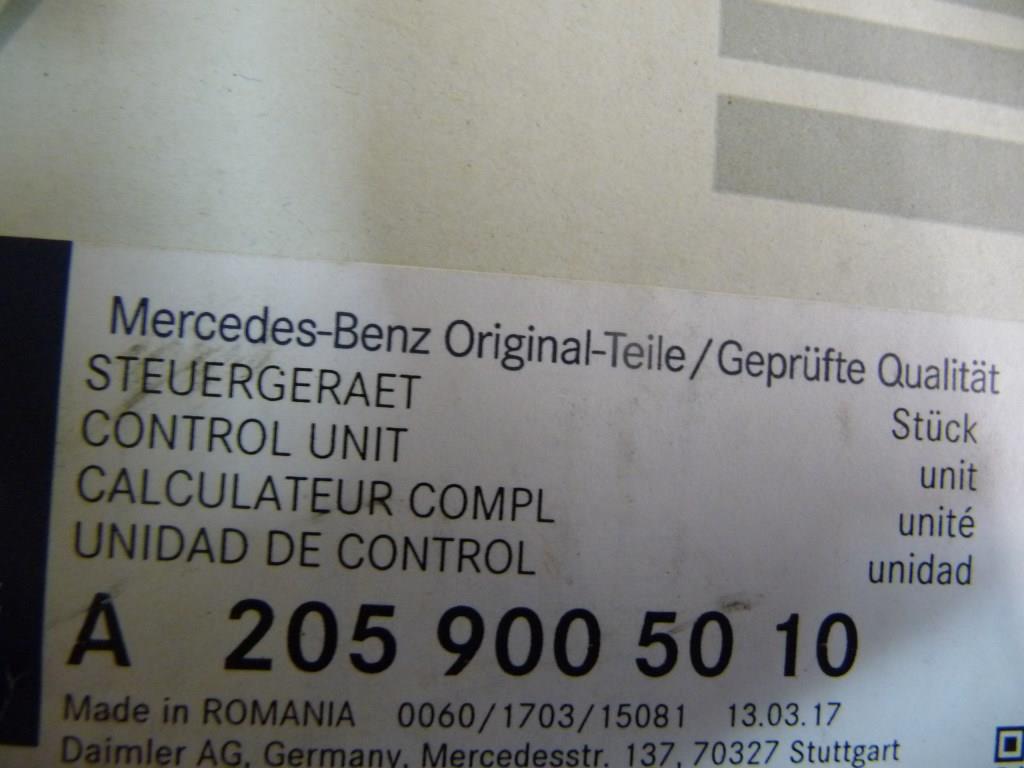 Mercedes-Benz Original-Teile/Geprüfte Qualität
STEUERGERAET Stück
CONTROL UNIT unit
CALCULATEUR COMPL unité
UNIDAD DE CONTROL unidad
A 205 900 50 10
Made in ROMANIA 0060/1703/15081 13.03.17
Daimler AG, Germany, Mercedesstr. 137, 70327 Stuttgart